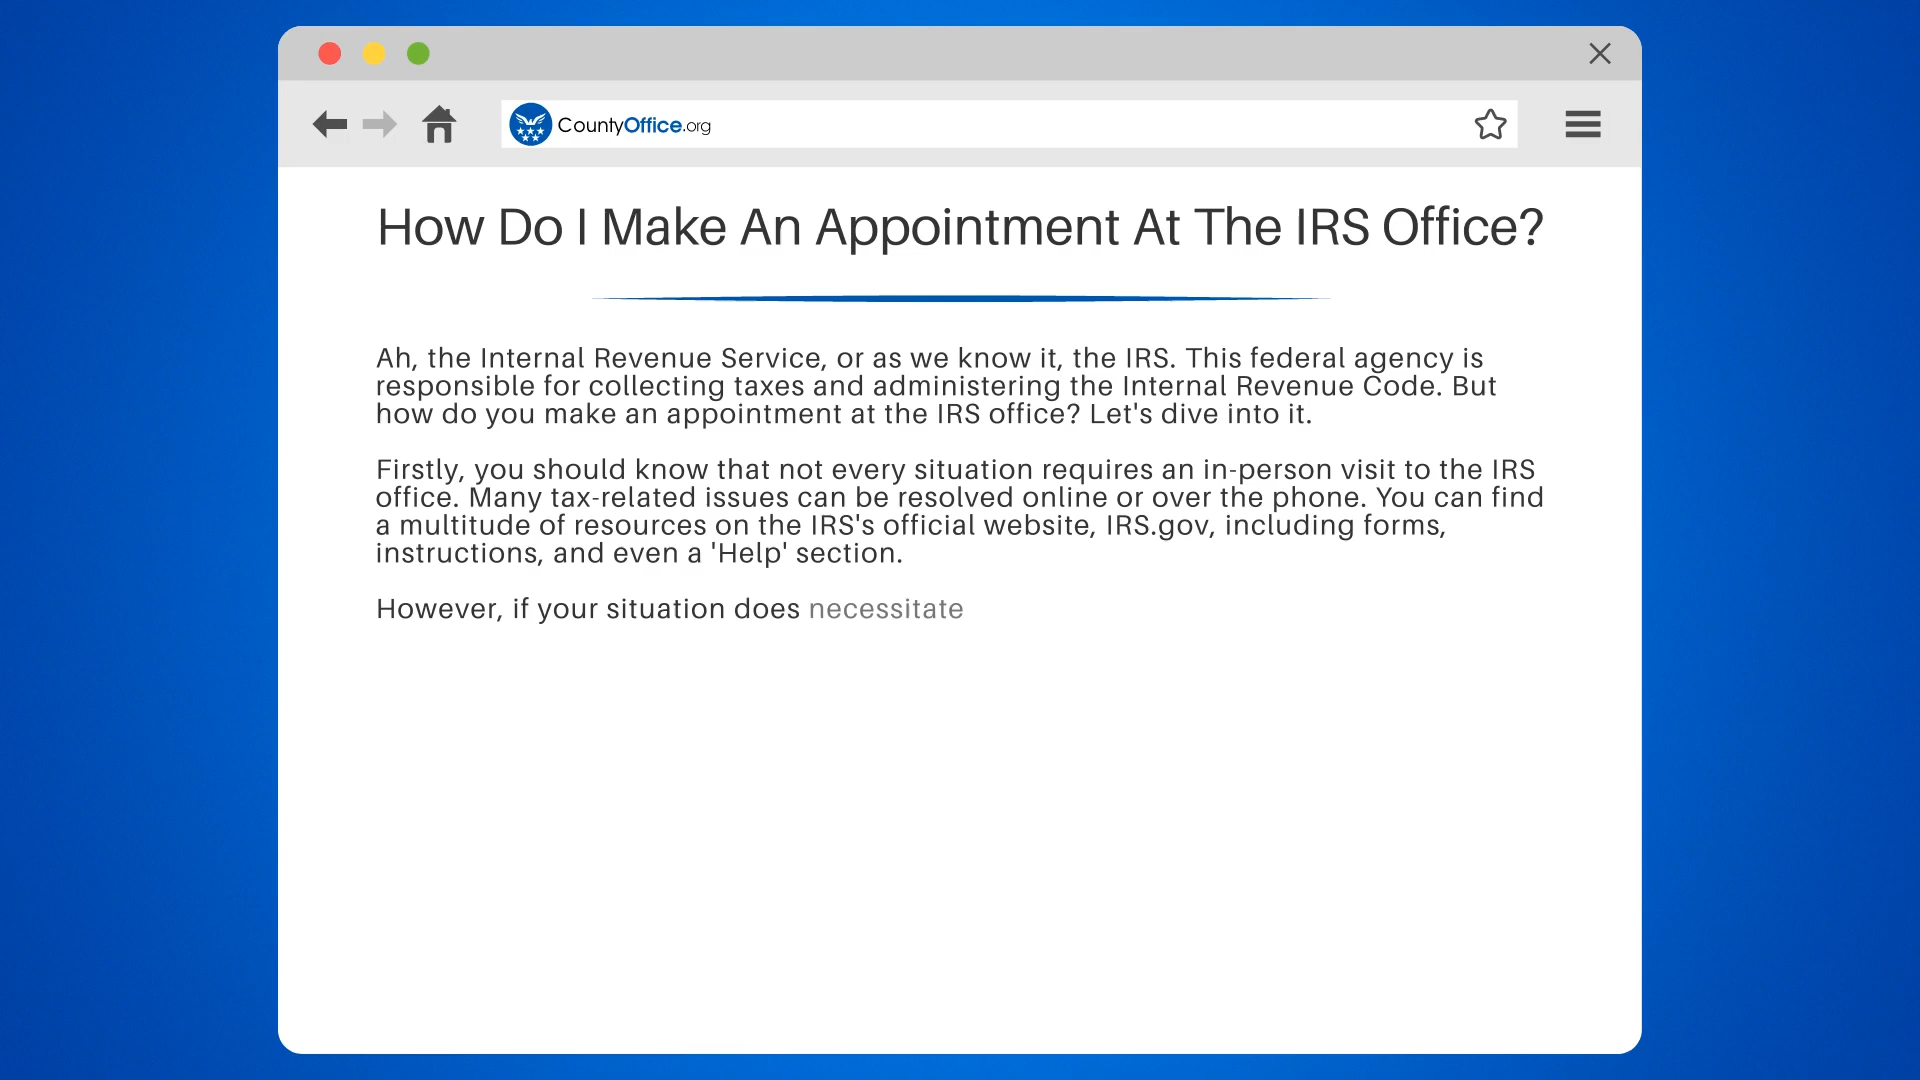 CountyOffice.org
How Do I Make An Appointment At The IRS Office?
Ah, the Internal Revenue Service, or as we know it, the IRS. This federal agency is
responsible for collecting taxes and administering the Internal Revenue Code. But
how do you make an appointment at the IRS office? Let's dive into it.
Firstly, you should know that not every situation requires an in-person visit to the IRS
office. Many tax-related issues can be resolved online or over the phone. You can find
a multitude of resources on the IRS's official website, IRS.gov, including forms,
instructions, and even a 'Help' section.
However, if your situation does necessitate